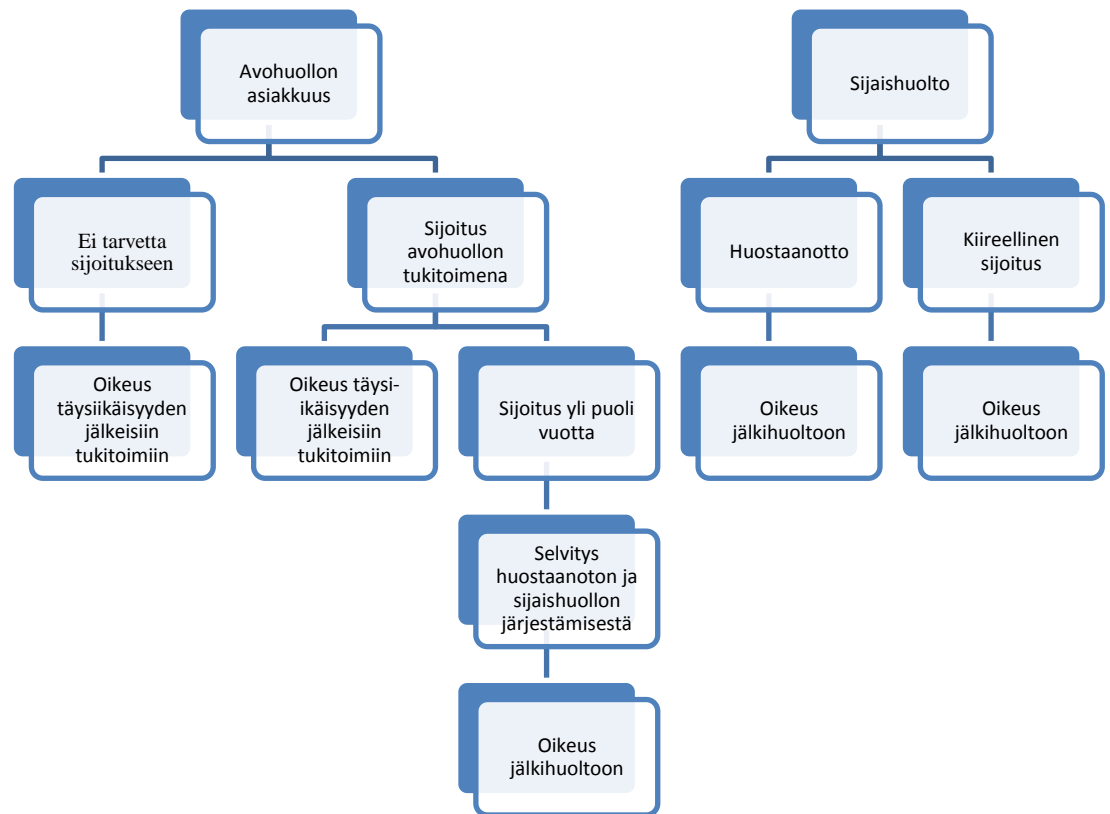 Avohuollon
asiakkuus
Sijaishuolto
Ei tarvetta
sijoitukseen
Sijoitus
avohuollon
tukitoimena
Huostaanotto
Kiireellinen
sijoitus
Oikeus
täysiikäisyyden
jälkeisiin
tukitoimiin
Oikeus täysi-
ikäisyyden
jälkeisiin
tukitoimiin
Sijoitus yli puoli
vuotta
Oikeus
jälkihuoltoon
Oikeus
jälkihuoltoon
Selvitys
huostaanoton ja
sijaishuollon
järjestämisestä
Oikeus
jälkihuoltoon